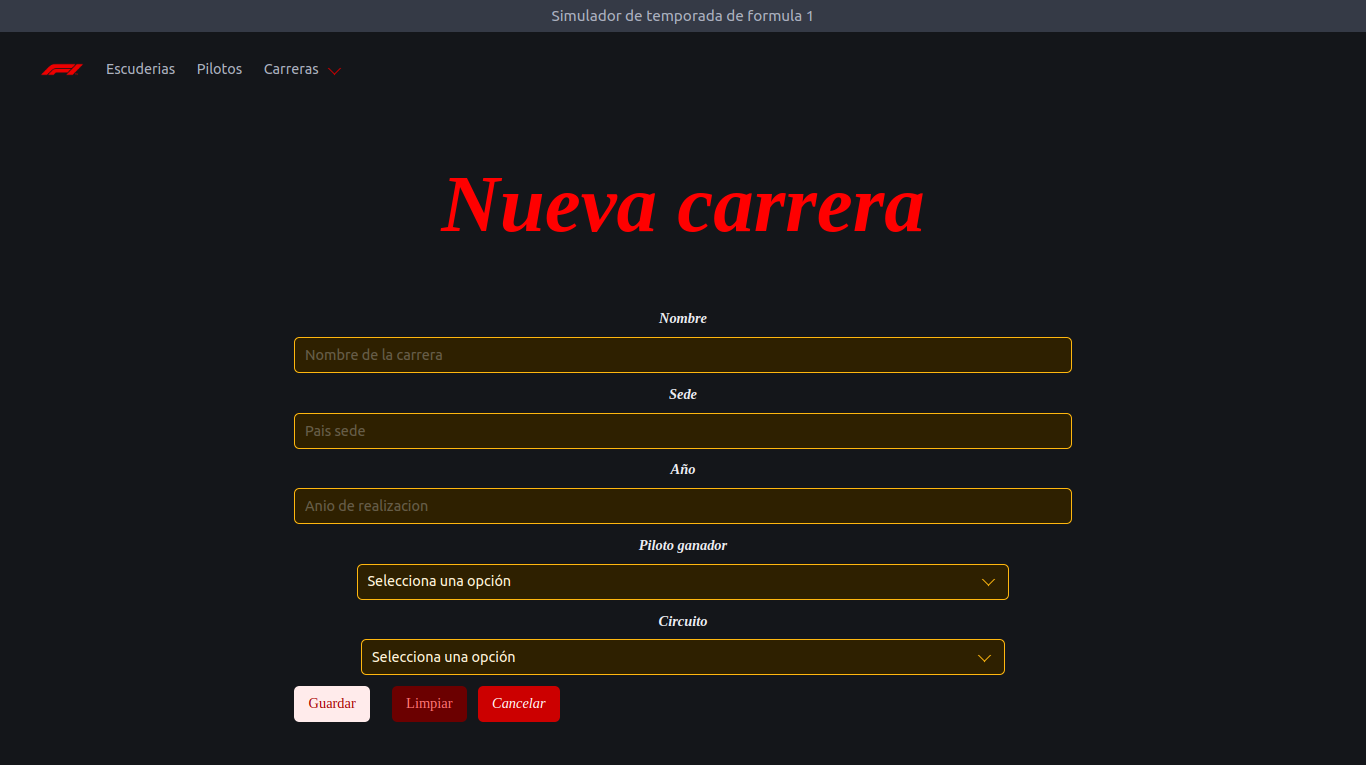 Simulador de temporada de formula 1
Escuderias Pilotos Carreras
Nueva carrera
Nombre
Nombre de la carrera
Sede
Pais sede
Año
Anio de realizacion
Piloto ganador
Selecciona una opción
Circuito
Selecciona una opción
Guardar Limpiar Cancelar